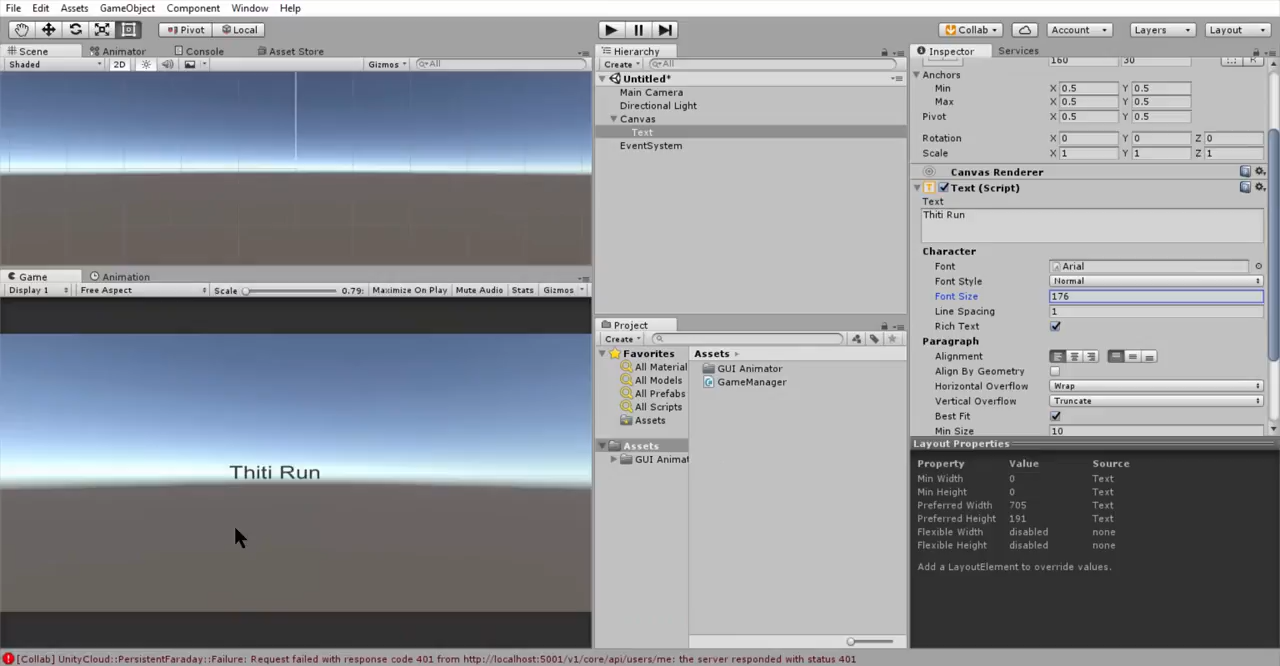 File Edit Assets GameObject Component Window Help
Pivot Local Collab Account Layers Layout
Scene Animator Console Asset Store
Shaded 2D Gizmos All
Hierarchy
Create All
Untitled*
Main Camera
Directional Light
Canvas
Text
EventSystem
Game Animation
Display 1 Free Aspect Scale 0.79: Maximize On Play Mute Audio Stats Gizmos
Thiti Run
Project
Create
Favorites
All Material
All Models
All Prefabs
All Scripts
Assets
Assets
GUI Animat
Assets
GUI Animator
GameManager
Inspector Services
160 30 R
Anchors
Min X 0.5 Y 0.5
Max X 0.5 Y 0.5
Pivot X 0.5 Y 0.5
Rotation X 0 Y 0 Z 0
Scale X 1 Y 1 Z 1
Canvas Renderer
Text (Script)
Text
Thiti Run
Character
Font Arial
Font Style Normal
Font Size 176
Line Spacing 1
Rich Text
Paragraph
Alignment
Align By Geometry
Horizontal Overflow Wrap
Vertical Overflow Truncate
Best Fit
Min Size 10
Layout Properties
Property Value Source
Min Width 0 Text
Min Height 0 Text
Preferred Width 705 Text
Preferred Height 191 Text
Flexible Width disabled none
Flexible Height disabled none
Add a LayoutElement to override values.
[Collab] UnityCloud::PersistentFaraday::Failure: Request failed with response code 401 from http://localhost:5001/v1/core/api/users/me: the server responded with status 401